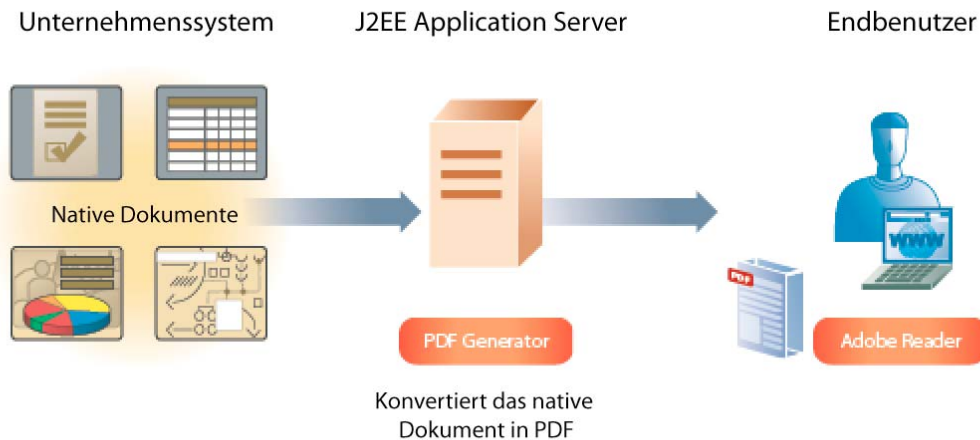 Unternehmenssystem
J2EE Application Server
Endbenutzer
Native Dokumente
WWW
PDF
PDF Generator
Adobe Reader
Konvertiert das native
Dokument in PDF